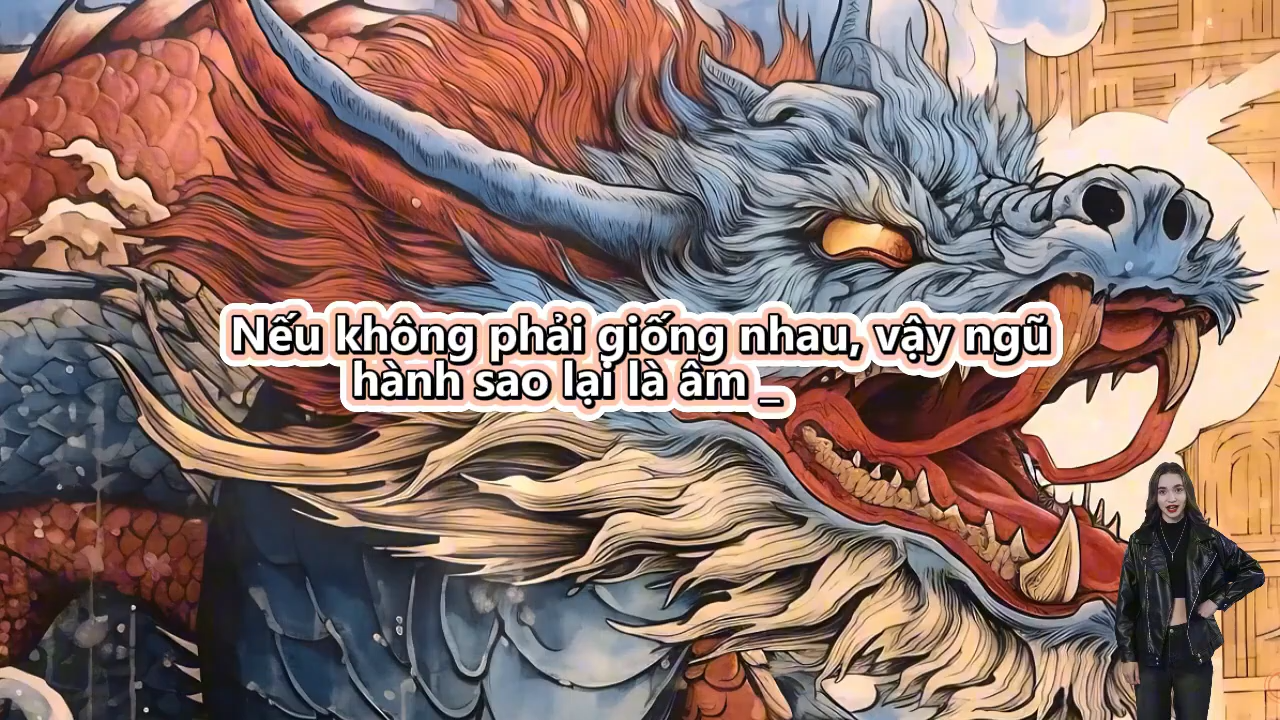 Nếu không phải giống nhau, vậy ngũ
hành sao lại là âm _